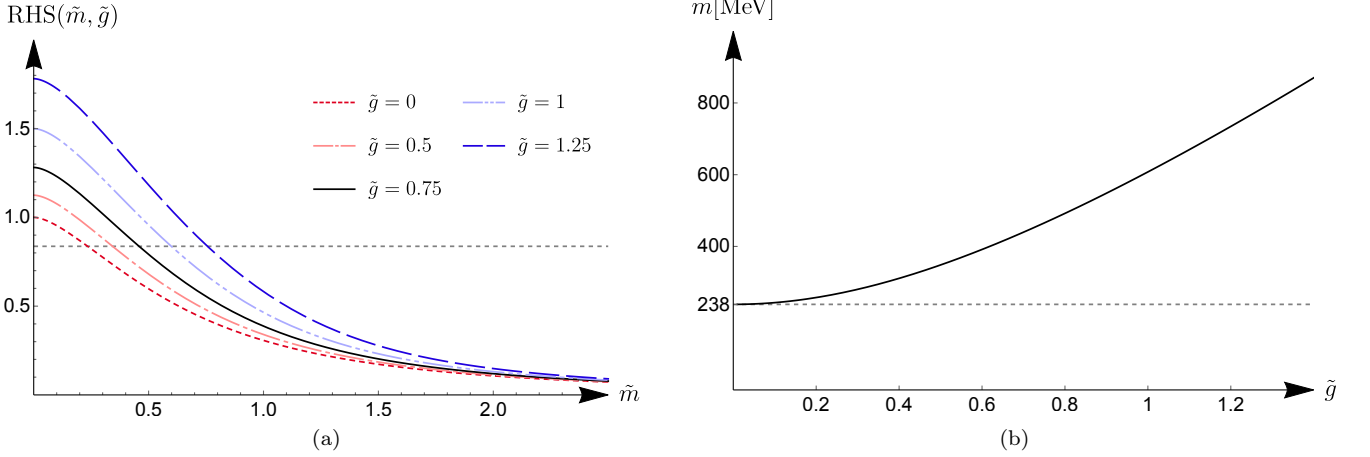 RHS(m̃, g̃)
1.5
1.0
0.5
g̃ = 0
g̃ = 1
g̃ = 0.5
g̃ = 1.25
g̃ = 0.75
0.5
1.0
1.5
2.0
m̃
(a)
m[MeV]
800
600
400
238
0.2
0.4
0.6
0.8
1
1.2
g̃
(b)